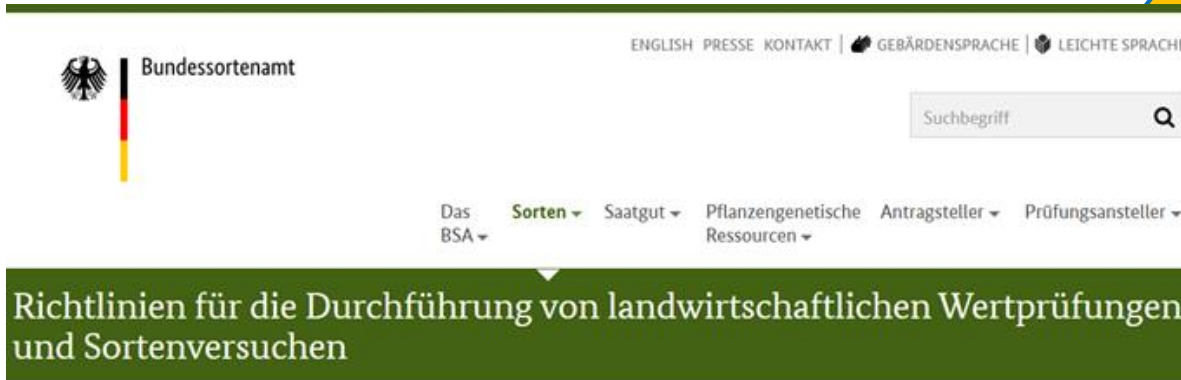 ENGLISH PRESSE KONTAKT | GEBÄRDENSPRACHE | LEICHTE SPRACHE
Bundessortenamt
Suchbegriff
Das BSA Sorten Saatgut Pflanzengenetische Ressourcen Antragsteller Prüfungsansteller
Richtlinien für die Durchführung von landwirtschaftlichen Wertprüfungen
und Sortenversuchen